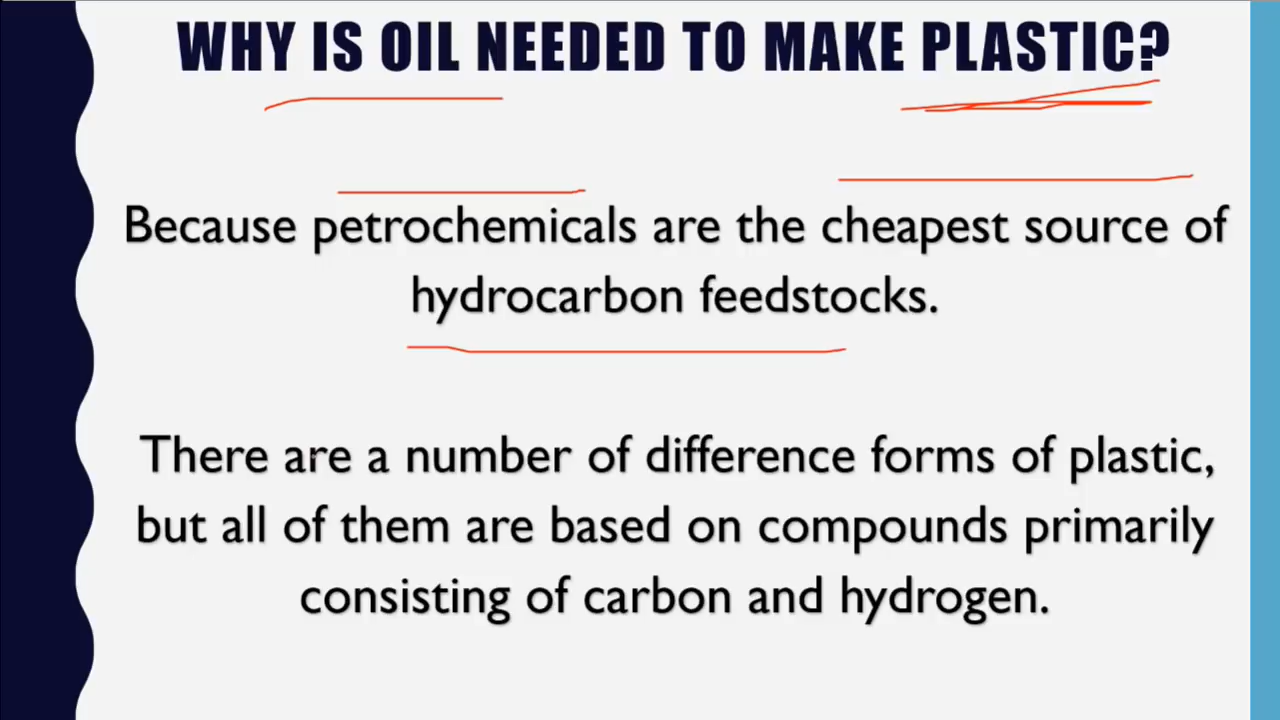 WHY IS OIL NEEDED TO MAKE PLASTIC?
Because petrochemicals are the cheapest source of
hydrocarbon feedstocks.
There are a number of difference forms of plastic,
but all of them are based on compounds primarily
consisting of carbon and hydrogen.